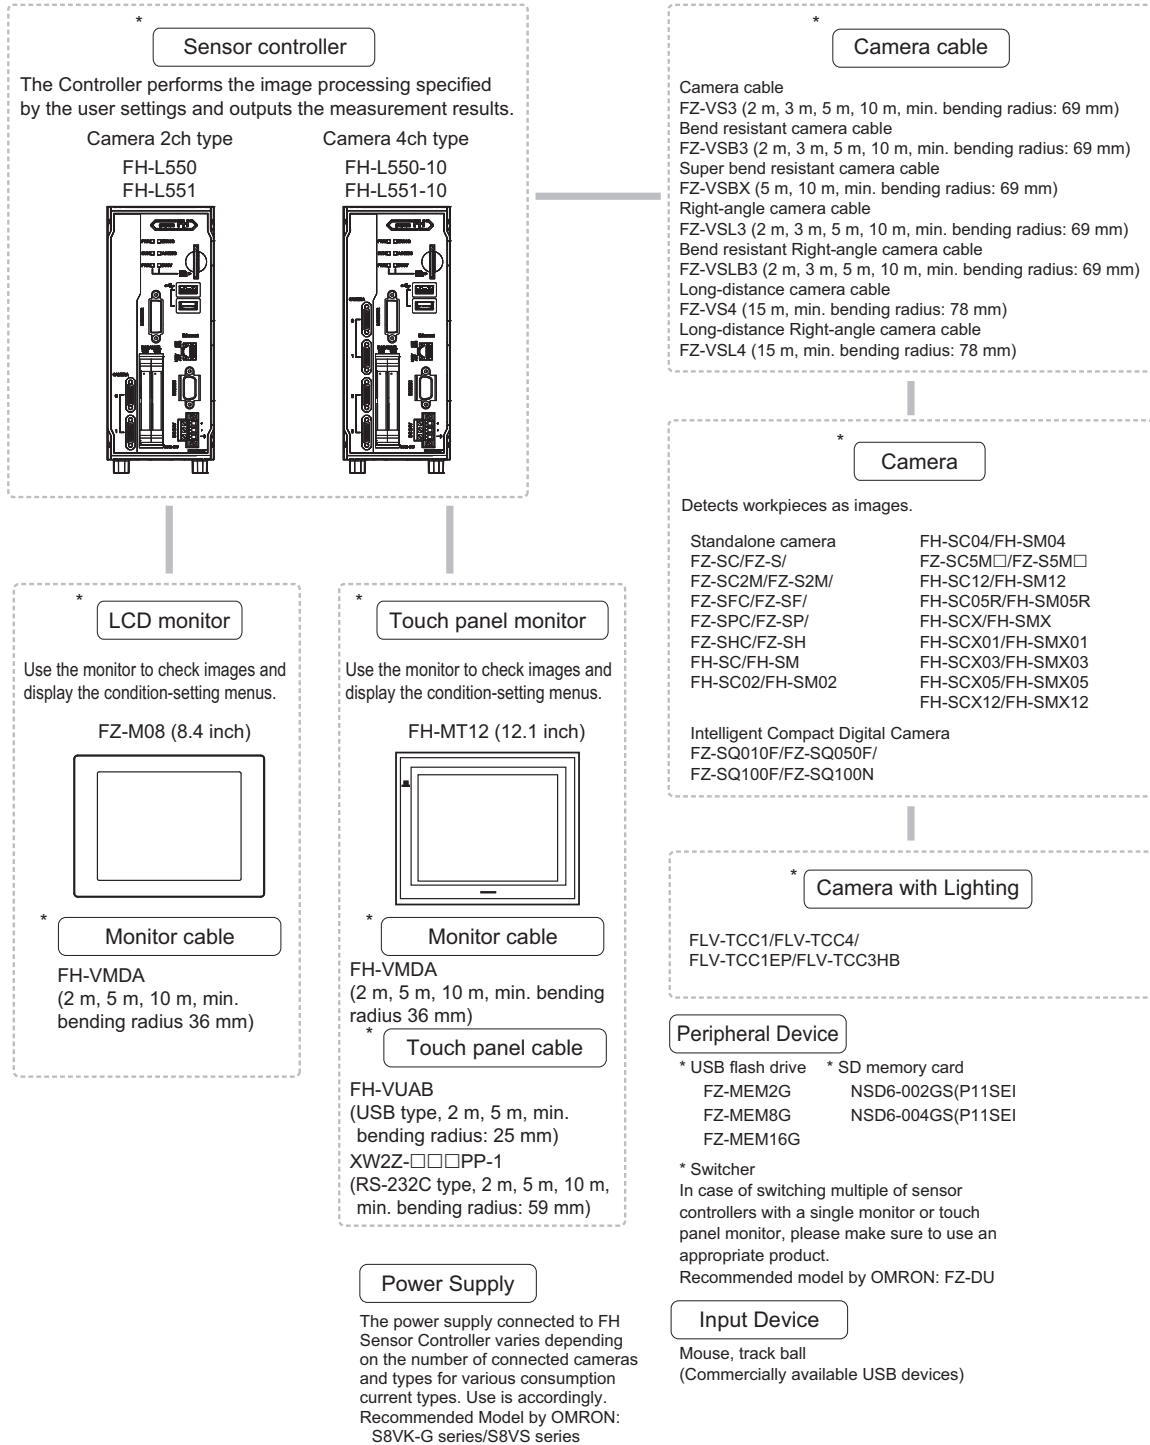 *
Sensor controller
The Controller performs the image processing specified
by the user settings and outputs the measurement results.
Camera 2ch type
FH-L550
FH-L551
Camera 4ch type
FH-L550-10
FH-L551-10
*
Camera cable
Camera cable
FZ-VS3 (2 m, 3 m, 5 m, 10 m, min. bending radius: 69 mm)
Bend resistant camera cable
FZ-VSB3 (2 m, 3 m, 5 m, 10 m, min. bending radius: 69 mm)
Super bend resistant camera cable
FZ-VSBX (5 m, 10 m, min. bending radius: 69 mm)
Right-angle camera cable
FZ-VSL3 (2 m, 3 m, 5 m, 10 m, min. bending radius: 69 mm)
Bend resistant Right-angle camera cable
FZ-VSLB3 (2 m, 3 m, 5 m, 10 m, min. bending radius: 69 mm)
Long-distance camera cable
FZ-VS4 (15 m, min. bending radius: 78 mm)
Long-distance Right-angle camera cable
FZ-VSL4 (15 m, min. bending radius: 78 mm)
*
Camera
Detects workpieces as images.
Standalone camera
FZ-SC/FZ-S/
FZ-SC2M/FZ-S2M/
FZ-SFC/FZ-SF/
FZ-SPC/FZ-SP/
FZ-SHC/FZ-SH
FH-SC/FH-SM
FH-SC02/FH-SM02
FH-SC04/FH-SM04
FZ-SC5M□/FZ-S5M□
FH-SC12/FH-SM12
FH-SC05R/FH-SM05R
FH-SCX/FH-SMX
FH-SCX01/FH-SMX01
FH-SCX03/FH-SMX03
FH-SCX05/FH-SMX05
FH-SCX12/FH-SMX12
Intelligent Compact Digital Camera
FZ-SQ010F/FZ-SQ050F/
FZ-SQ100F/FZ-SQ100N
*
LCD monitor
Use the monitor to check images and
display the condition-setting menus.
FZ-M08 (8.4 inch)
*
Monitor cable
FH-VMDA
(2 m, 5 m, 10 m, min.
bending radius 36 mm)
*
Touch panel monitor
Use the monitor to check images and
display the condition-setting menus.
FH-MT12 (12.1 inch)
*
Monitor cable
FH-VMDA
(2 m, 5 m, 10 m, min. bending
radius 36 mm)
*
Touch panel cable
FH-VUAB
(USB type, 2 m, 5 m, min.
bending radius: 25 mm)
XW2Z-□□□PP-1
(RS-232C type, 2 m, 5 m, 10 m,
min. bending radius: 59 mm)
*
Camera with Lighting
FLV-TCC1/FLV-TCC4/
FLV-TCC1EP/FLV-TCC3HB
Peripheral Device
* USB flash drive
FZ-MEM2G
FZ-MEM8G
FZ-MEM16G
* SD memory card
NSD6-002GS(P11SEI
NSD6-004GS(P11SEI
* Switcher
In case of switching multiple of sensor
controllers with a single monitor or touch
panel monitor, please make sure to use an
appropriate product.
Recommended model by OMRON: FZ-DU
Power Supply
The power supply connected to FH
Sensor Controller varies depending
on the number of connected cameras
and types for various consumption
current types. Use is accordingly.
Recommended Model by OMRON:
S8VK-G series/S8VS series
Input Device
Mouse, track ball
(Commercially available USB devices)